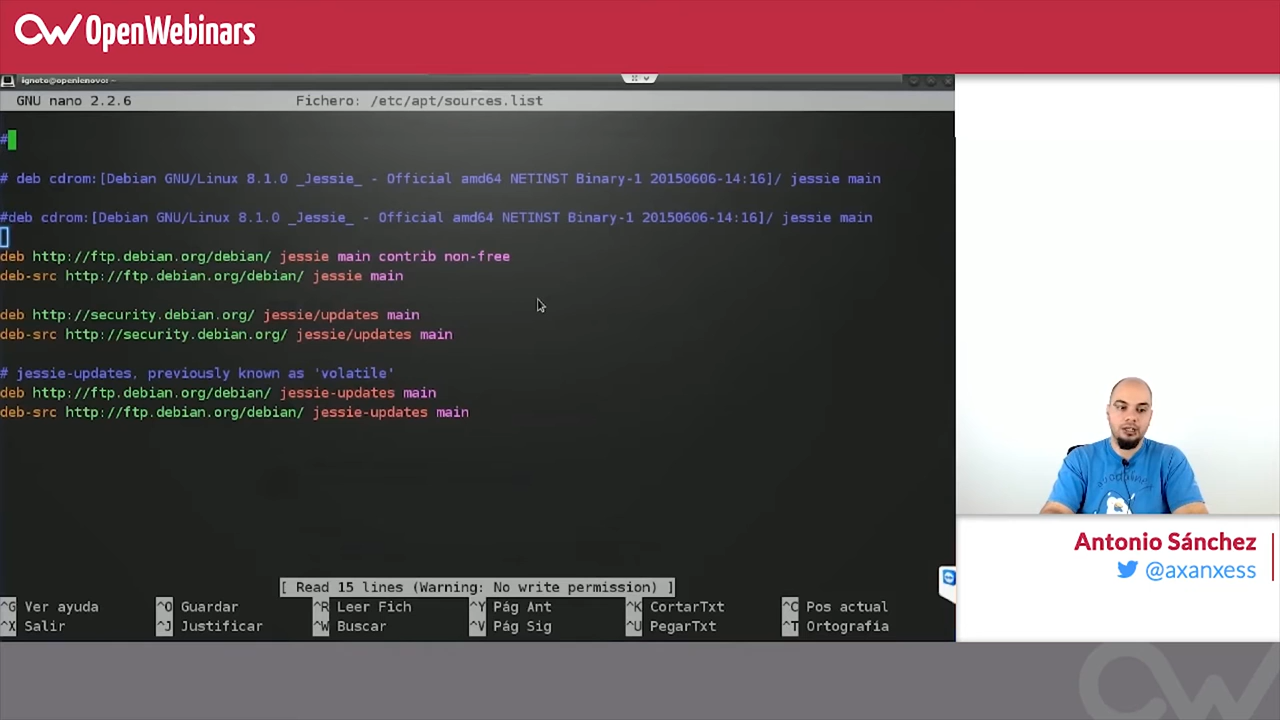 OpenWebinars
GNU nano 2.2.6 Fichero: /etc/apt/sources.list
#
# deb cdrom:[Debian GNU/Linux 8.1.0 _Jessie_ - Official amd64 NETINST Binary-1 20150606-14:16]/ jessie main
#deb cdrom:[Debian GNU/Linux 8.1.0 _Jessie_ - Official amd64 NETINST Binary-1 20150606-14:16]/ jessie main
deb http://ftp.debian.org/debian/ jessie main contrib non-free
deb-src http://ftp.debian.org/debian/ jessie main
deb http://security.debian.org/ jessie/updates main
deb-src http://security.debian.org/ jessie/updates main
# jessie-updates, previously known as 'volatile'
deb http://ftp.debian.org/debian/ jessie-updates main
deb-src http://ftp.debian.org/debian/ jessie-updates main
[ Read 15 lines (Warning: No write permission) ]
^G Ver ayuda ^O Guardar ^R Leer Fich ^Y Pág Ant ^K CortarTxt ^C Pos actual
^X Salir ^J Justificar ^W Buscar ^V Pág Sig ^U PegarTxt ^T Ortografía
Antonio Sánchez
@axanxess